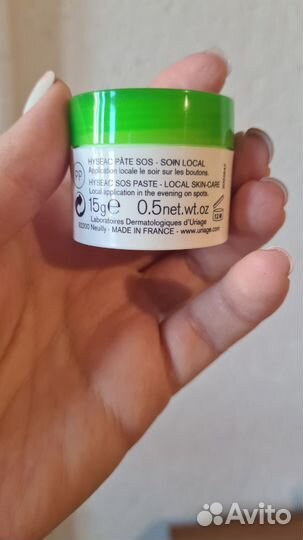 HYSEAC PÂTE SOS - SOIN LOCAL
Application locale le soir sur les boutons.
HYSEAC SOS PASTE - LOCAL SKIN-CARE
Local application in the evening on spots.
15g℮ 0.5net.wt.oz
Laboratoires Dermatologiques d'Uriage
92200 Neuilly - MADE IN FRANCE - www.uriage.com
PP
12M
Avito